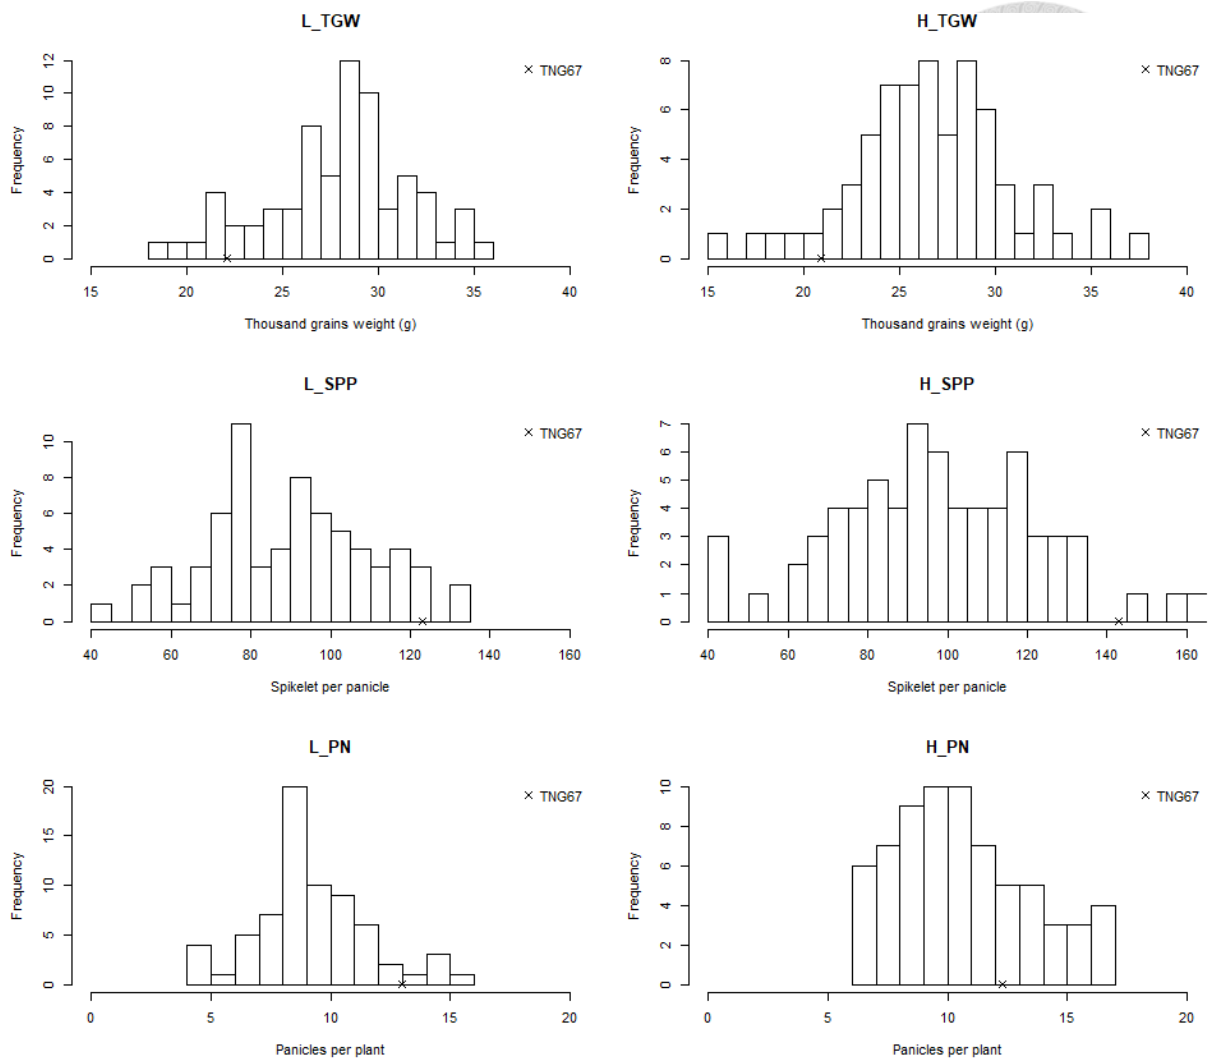 L_TGW
Frequency
0 2 4 6 8 10 12
× TNG67
15 20 25 30 35 40
Thousand grains weight (g)
H_TGW
Frequency
0 2 4 6 8
× TNG67
15 20 25 30 35 40
Thousand grains weight (g)
L_SPP
Frequency
0 2 4 6 8 10
× TNG67
40 60 80 100 120 140 160
Spikelet per panicle
H_SPP
Frequency
0 1 2 3 4 5 6 7
× TNG67
40 60 80 100 120 140 160
Spikelet per panicle
L_PN
Frequency
0 5 10 15 20
× TNG67
0 5 10 15 20
Panicles per plant
H_PN
Frequency
0 2 4 6 8 10
× TNG67
0 5 10 15 20
Panicles per plant